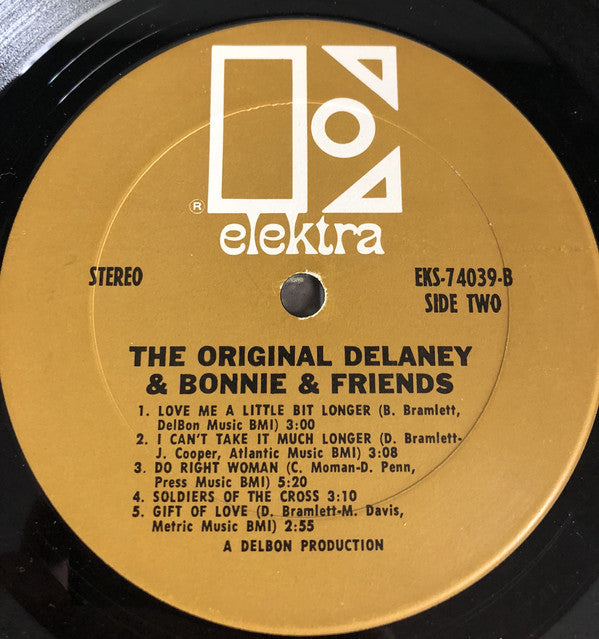 ® elektra
STEREO
EKS-74039-B
SIDE TWO
THE ORIGINAL DELANEY
& BONNIE & FRIENDS
1. LOVE ME A LITTLE BIT LONGER (B. Bramlett,
DelBon Music BMI) 3:00
2. I CAN'T TAKE IT MUCH LONGER (D. Bramlett-
J. Cooper, Atlantic Music BMI) 3:08
3. DO RIGHT WOMAN (C. Moman-D. Penn,
Press Music BMI) 5:20
4. SOLDIERS OF THE CROSS 3:10
5. GIFT OF LOVE (D. Bramlett-M. Davis,
Metric Music BMI) 2:55
A DELBON PRODUCTION